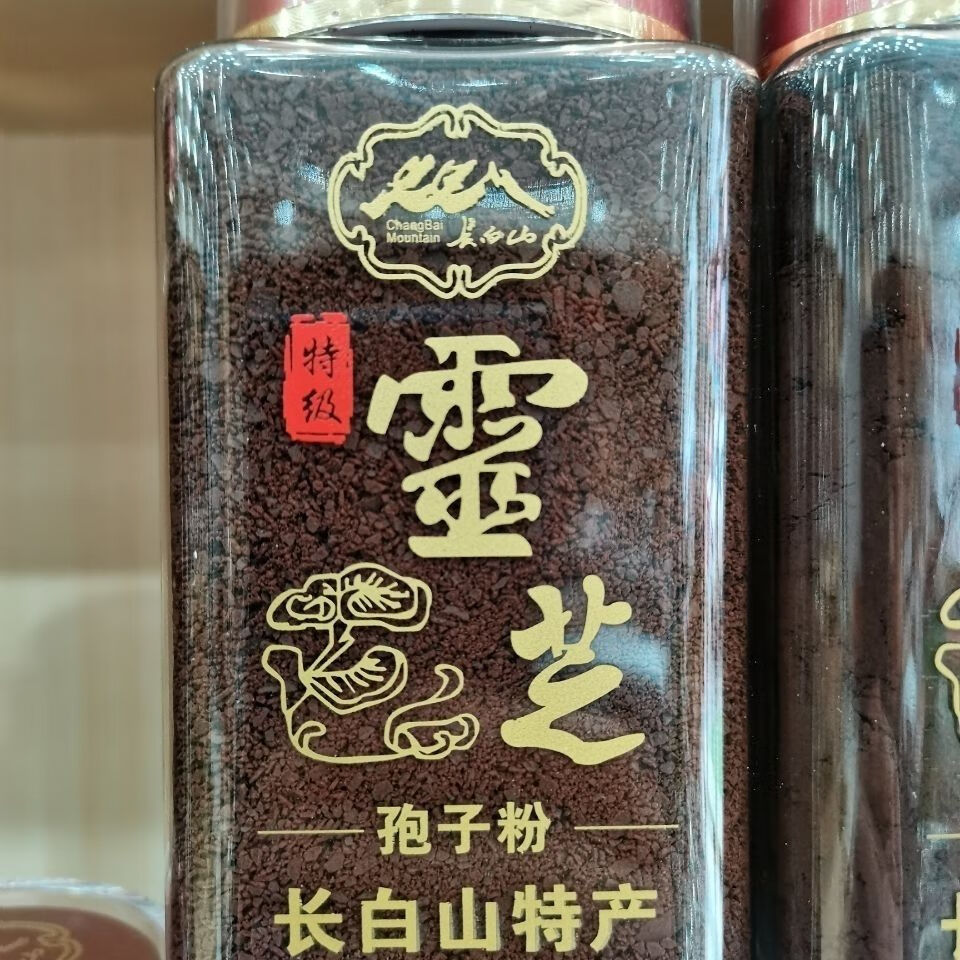 ChangBai
Mountain
长白山
特级
靈芝
孢子粉
长白山特产